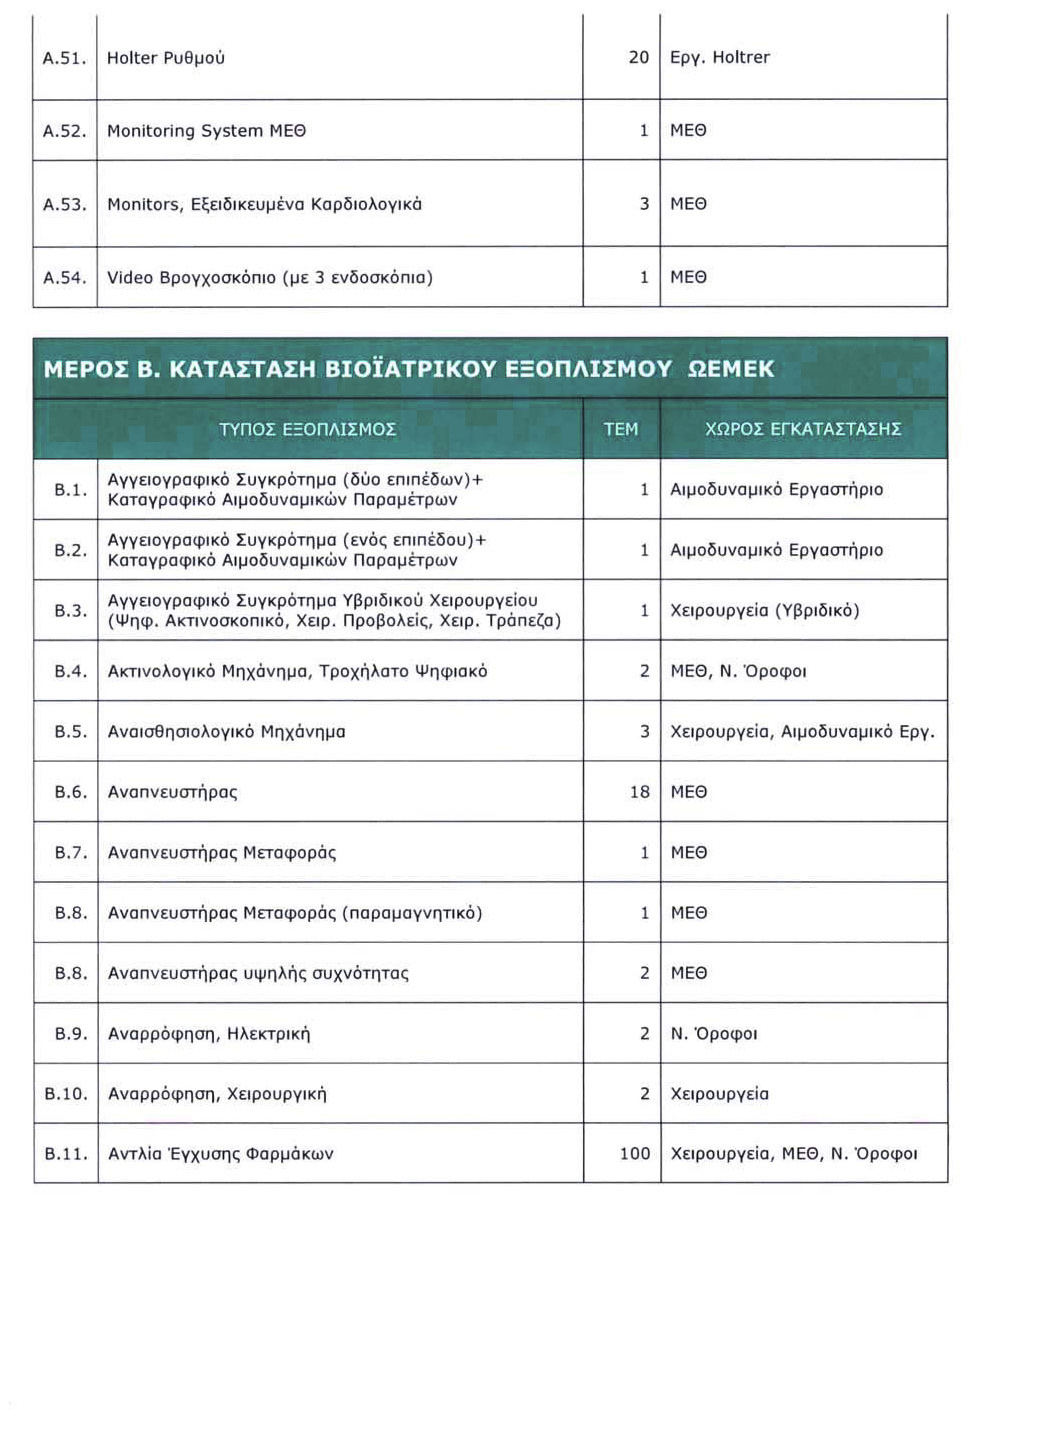 Α.51. Holter Ρυθμού 20 Εργ. Holtrer
Α.52. Monitoring System ΜΕΘ 1 ΜΕΘ
Α.53. Monitors, Εξειδικευμένα Καρδιολογικά 3 ΜΕΘ
Α.54. Video Βρογχοσκόπιο (με 3 ενδοσκόπια) 1 ΜΕΘ
ΜΕΡΟΣ Β. ΚΑΤΑΣΤΑΣΗ ΒΙΟΪΑΤΡΙΚΟΥ ΕΞΟΠΛΙΣΜΟΥ ΩΕΜΕΚ
ΤΥΠΟΣ ΕΞΟΠΛΙΣΜΟΣ ΤΕΜ ΧΩΡΟΣ ΕΓΚΑΤΑΣΤΑΣΗΣ
Β.1. Αγγειογραφικό Συγκρότημα (δύο επιπέδων)+
Καταγραφικό Αιμοδυναμικών Παραμέτρων 1 Αιμοδυναμικό Εργαστήριο
Β.2. Αγγειογραφικό Συγκρότημα (ενός επιπέδου)+
Καταγραφικό Αιμοδυναμικών Παραμέτρων 1 Αιμοδυναμικό Εργαστήριο
Β.3. Αγγειογραφικό Συγκρότημα Υβριδικού Χειρουργείου
(Ψηφ. Ακτινοσκοπικό, Χειρ. Προβολείς, Χειρ. Τράπεζα) 1 Χειρουργεία (Υβριδικό)
Β.4. Ακτινολογικό Μηχάνημα, Τροχήλατο Ψηφιακό 2 ΜΕΘ, Ν. Όροφοι
Β.5. Αναισθησιολογικό Μηχάνημα 3 Χειρουργεία, Αιμοδυναμικό Εργ.
Β.6. Αναπνευστήρας 18 ΜΕΘ
Β.7. Αναπνευστήρας Μεταφοράς 1 ΜΕΘ
Β.8. Αναπνευστήρας Μεταφοράς (παραμαγνητικό) 1 ΜΕΘ
Β.8. Αναπνευστήρας υψηλής συχνότητας 2 ΜΕΘ
Β.9. Αναρρόφηση, Ηλεκτρική 2 Ν. Όροφοι
Β.10. Αναρρόφηση, Χειρουργική 2 Χειρουργεία
Β.11. Αντλία Έγχυσης Φαρμάκων 100 Χειρουργεία, ΜΕΘ, Ν. Όροφοι